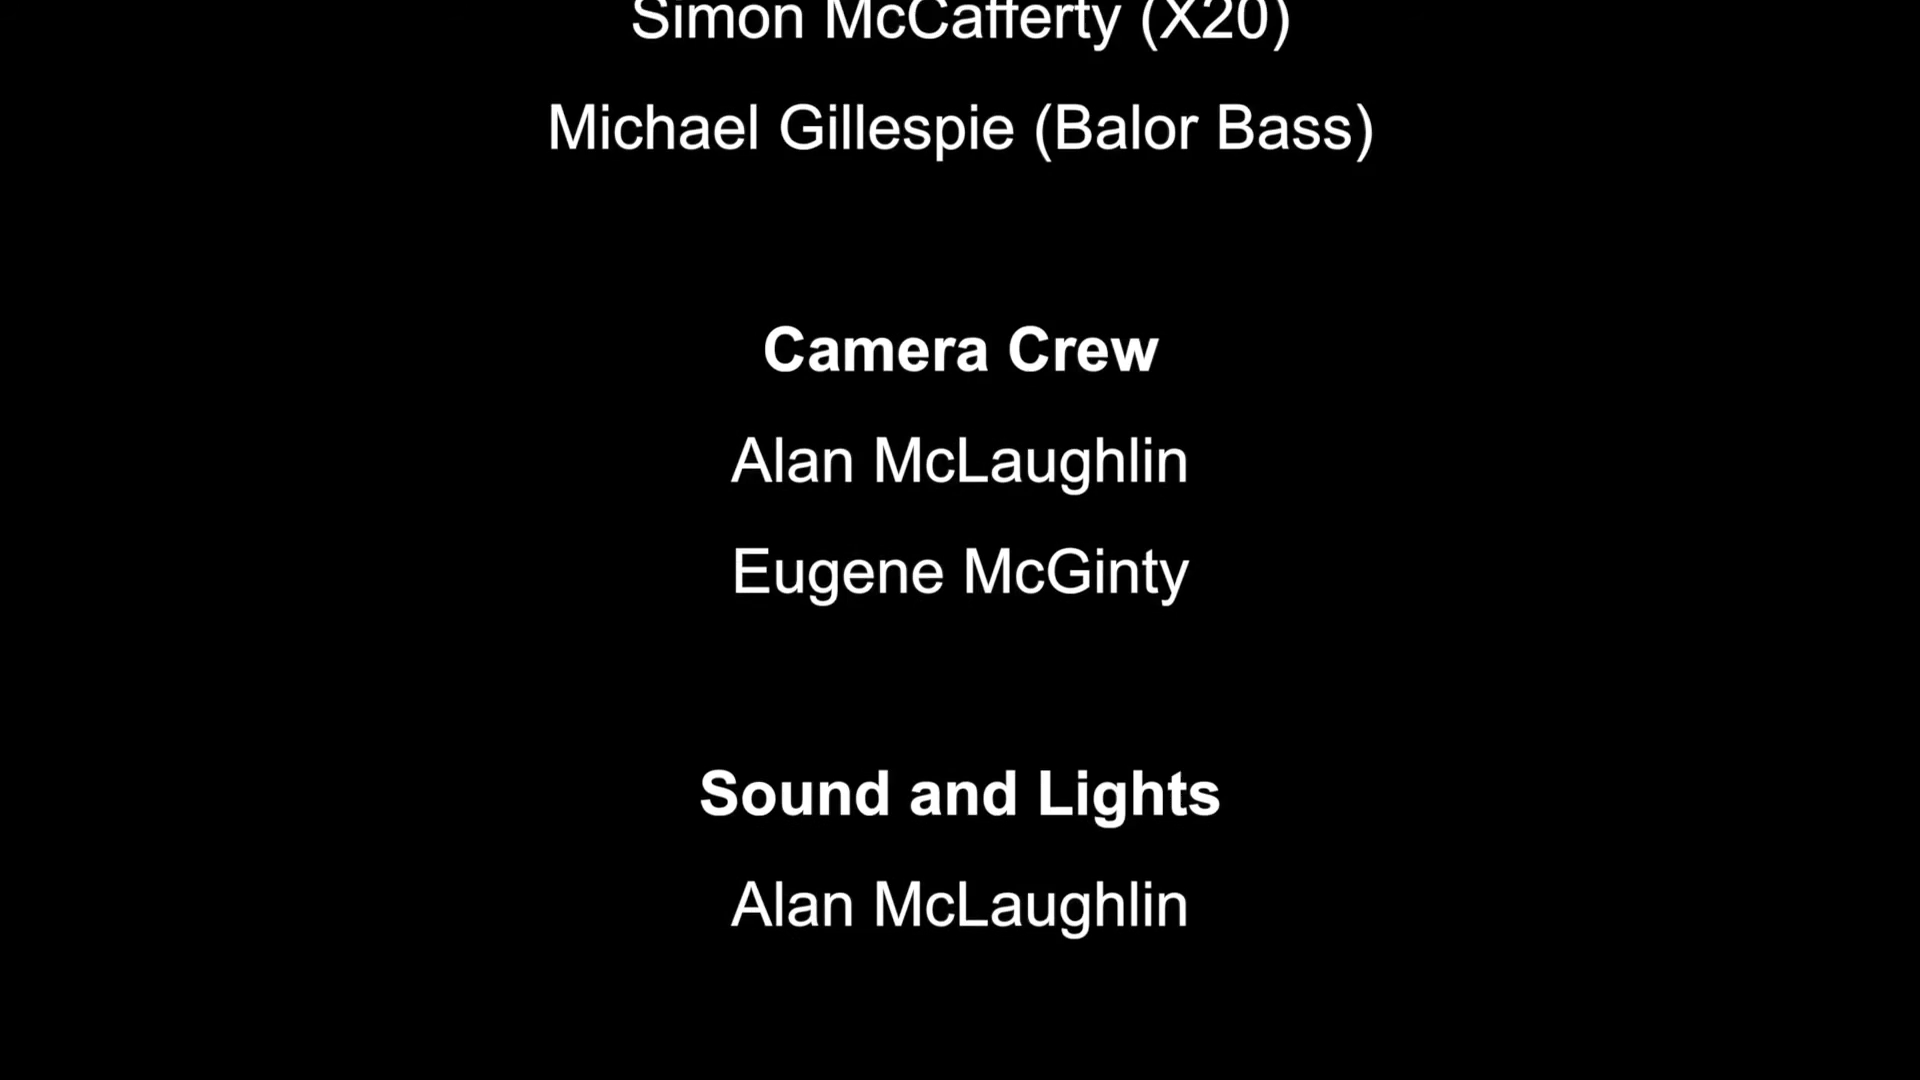 Simon McCafferty (X20)
Michael Gillespie (Balor Bass)
Camera Crew
Alan McLaughlin
Eugene McGinty
Sound and Lights
Alan McLaughlin